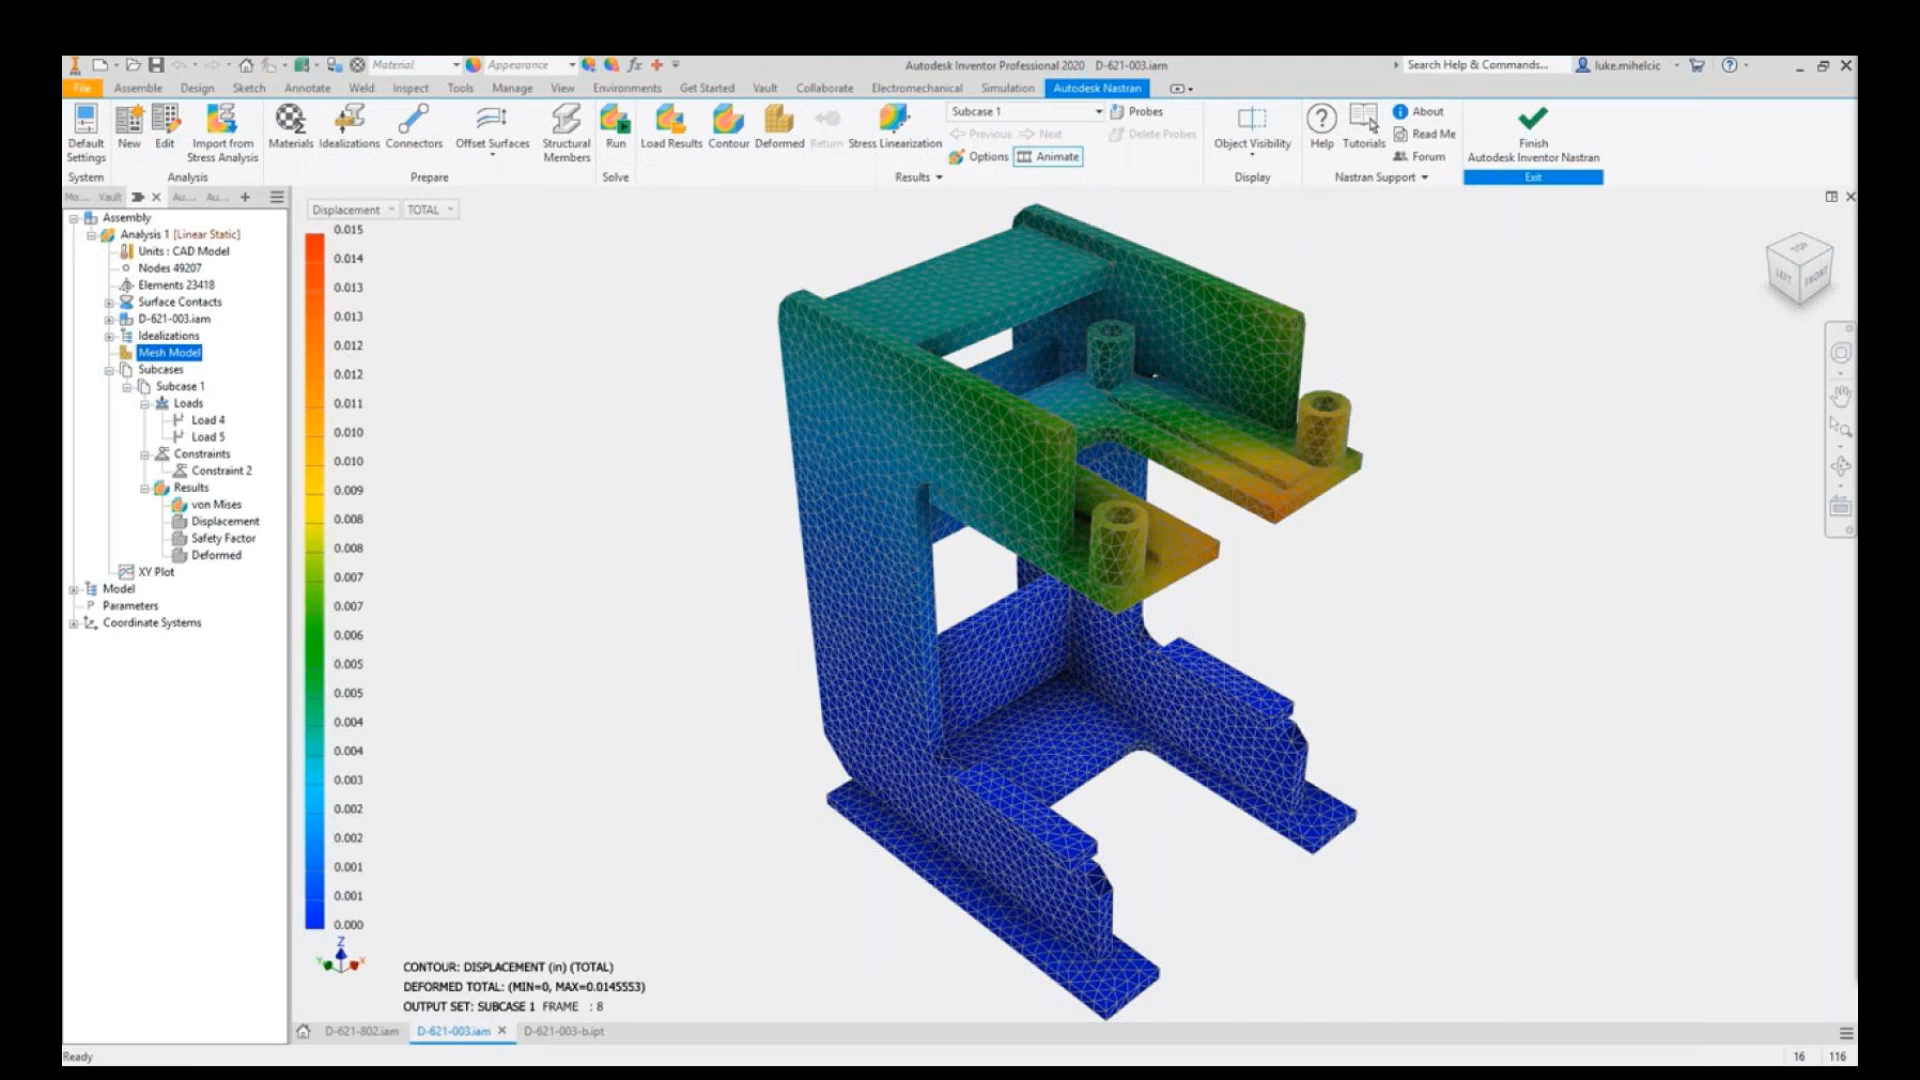 Material
Appearance
Autodesk Inventor Professional 2020 D-621-003.iam
Search Help & Commands...
luke.mihelcic
File Assemble Design Sketch Annotate Weld Inspect Tools Manage View Environments Get Started Vault Collaborate Electromechanical Simulation Autodesk Nastran
Default Settings
New
Edit
Import from Stress Analysis
Materials
Idealizations
Connectors
Offset Surfaces
Structural Members
Run
Load Results
Contour
Deformed
Return
Stress Linearization
Subcase 1
Previous
Next
Options
Animate
Probes
Delete Probes
Object Visibility
Help
Tutorials
About
Read Me
Forum
Finish
Autodesk Inventor Nastran
System Analysis Prepare Solve Results Display Nastran Support Exit
Mo... Vault Au... Au...
Assembly
Analysis 1 [Linear Static]
Units : CAD Model
Nodes 49207
Elements 23418
Surface Contacts
D-621-003.iam
Idealizations
Mesh Model
Subcases
Subcase 1
Loads
Load 4
Load 5
Constraints
Constraint 2
Results
von Mises
Displacement
Safety Factor
Deformed
XY Plot
Model
Parameters
Coordinate Systems
Displacement TOTAL
0.015
0.014
0.013
0.013
0.012
0.012
0.011
0.010
0.010
0.009
0.008
0.008
0.007
0.007
0.006
0.005
0.005
0.004
0.004
0.003
0.002
0.002
0.001
0.001
0.000
Z
Y
X
TOP
LEFT
FRONT
CONTOUR: DISPLACEMENT (in) (TOTAL)
DEFORMED TOTAL: (MIN=0, MAX=0.0145553)
OUTPUT SET: SUBCASE 1 FRAME : 8
D-621-802.iam D-621-003.iam D-621-003-b.ipt
Ready
16 116